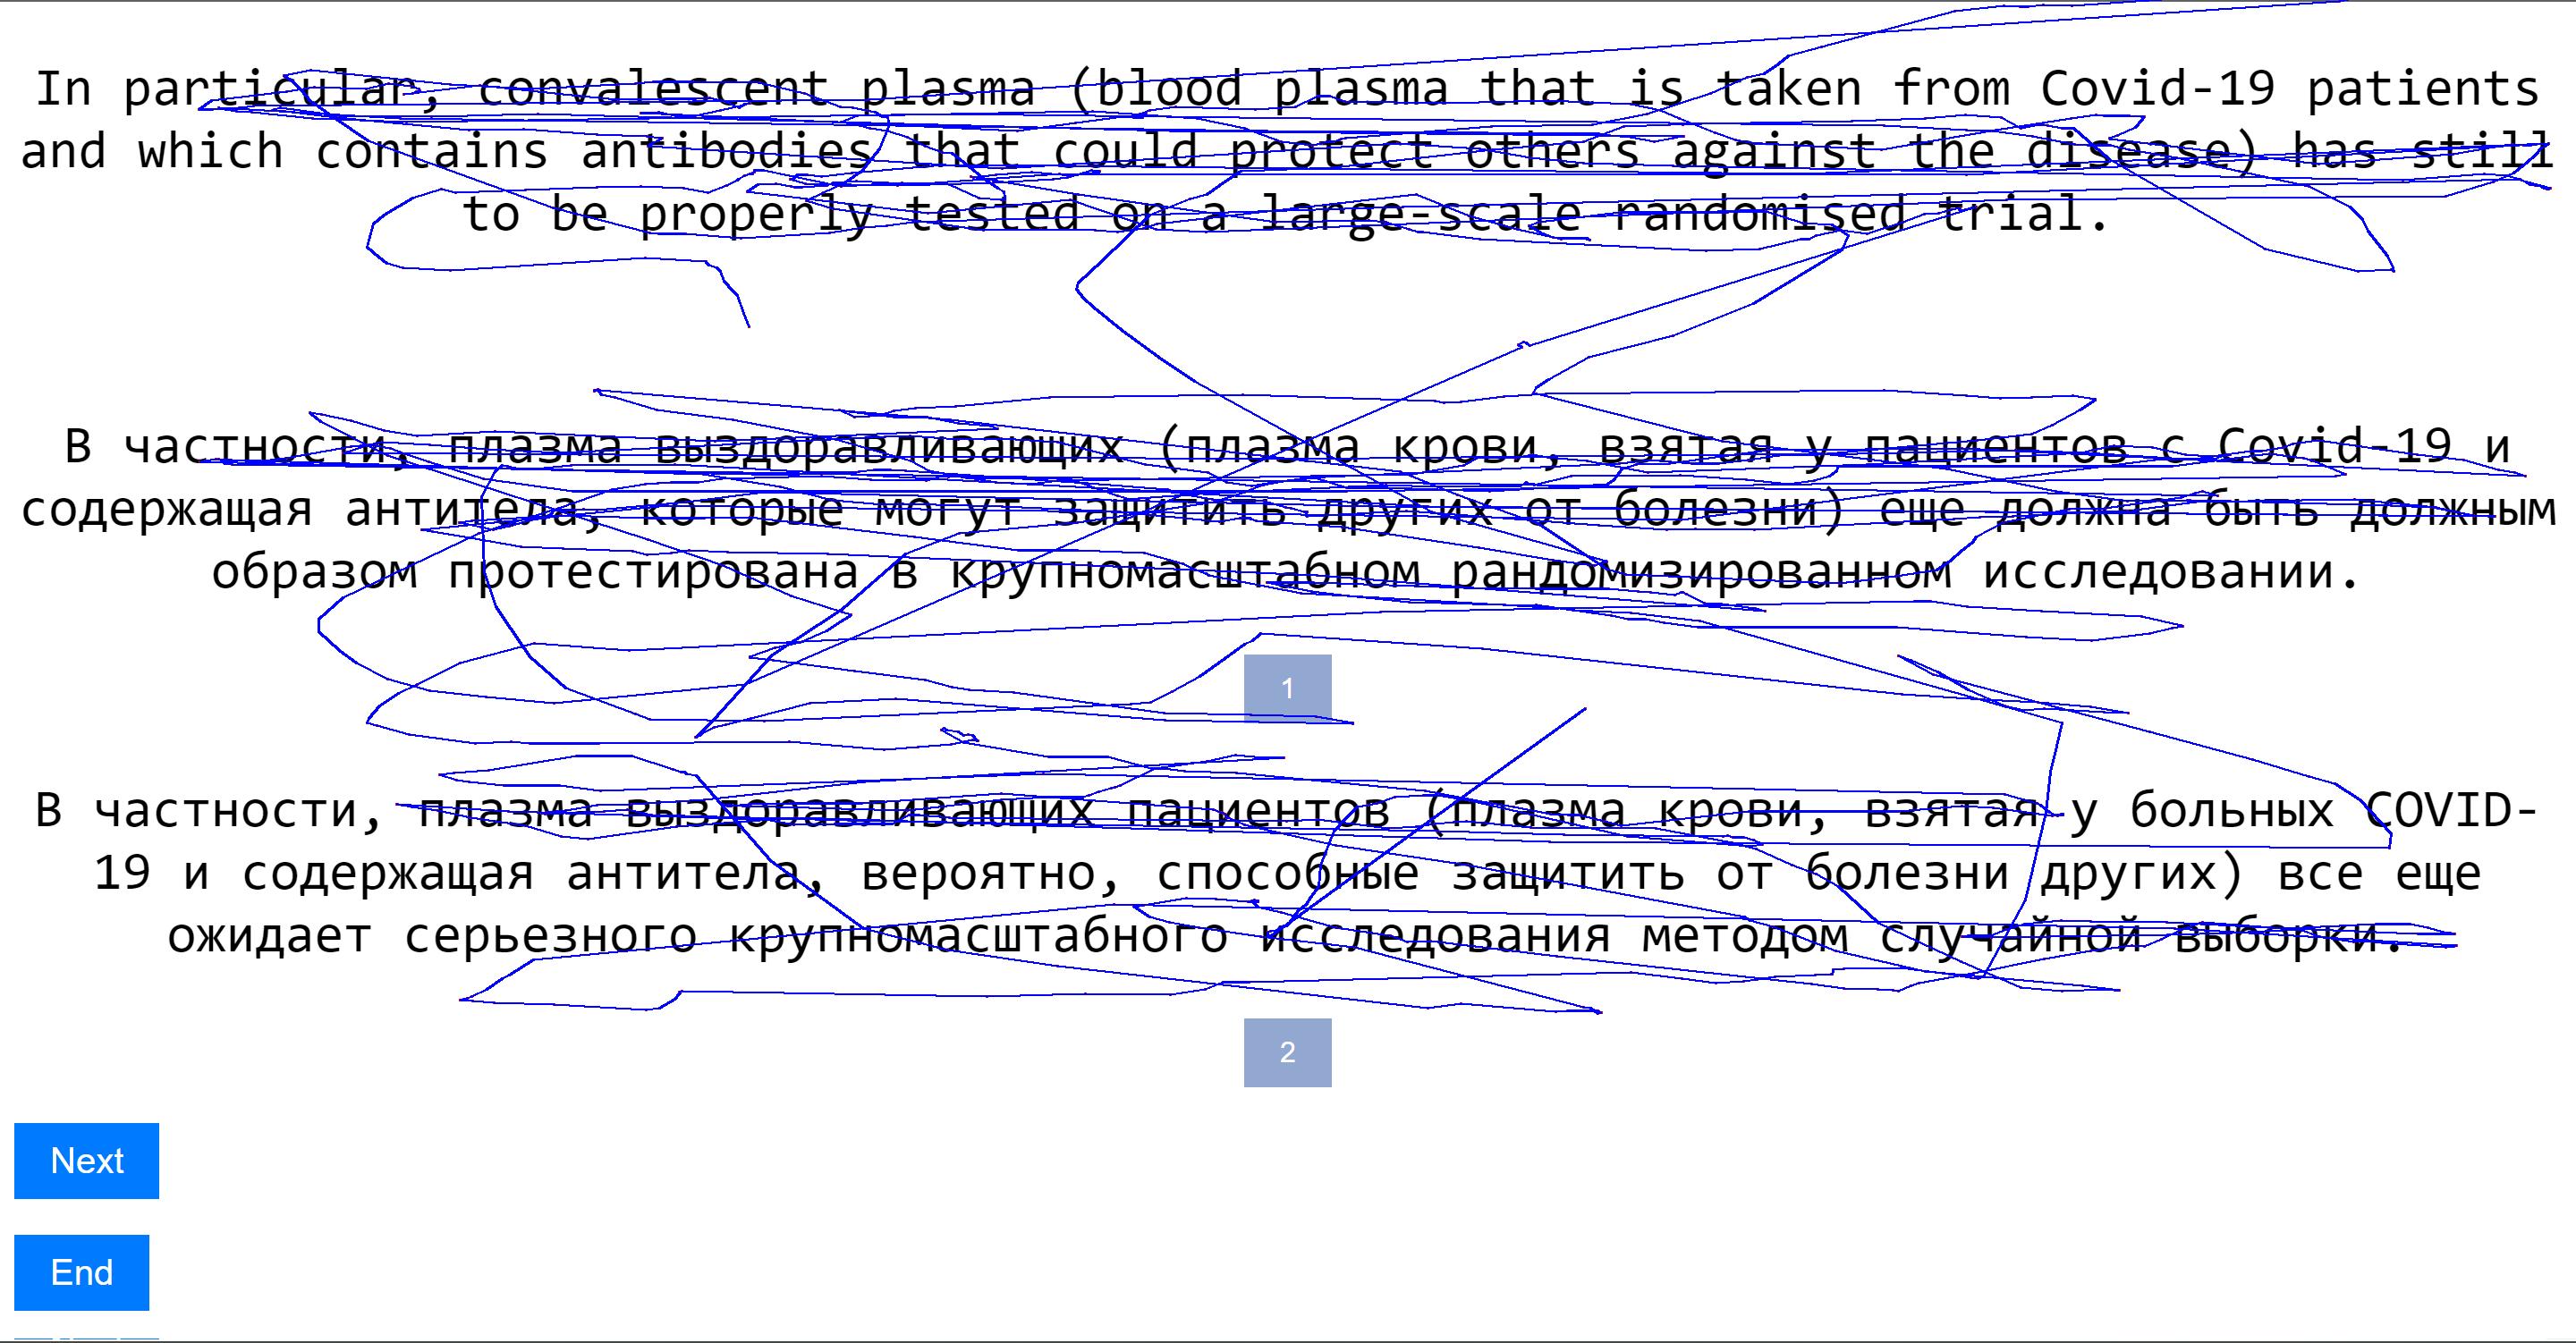 In particular, convalescent plasma (blood plasma that is taken from Covid-19 patients
and which contains antibodies that could protect others against the disease) has still
to be properly tested on a large-scale randomised trial.
В частности, плазма выздоравливающих (плазма крови, взятая у пациентов с Covid-19 и
содержащая антитела, которые могут защитить других от болезни) еще должна быть должным
образом протестирована в крупномасштабном рандомизированном исследовании.
1
В частности, плазма выздоравливающих пациентов (плазма крови, взятая у больных COVID-
19 и содержащая антитела, вероятно, способные защитить от болезни других) все еще
ожидает серьезного крупномасштабного исследования методом случайной выборки.
2
Next
End